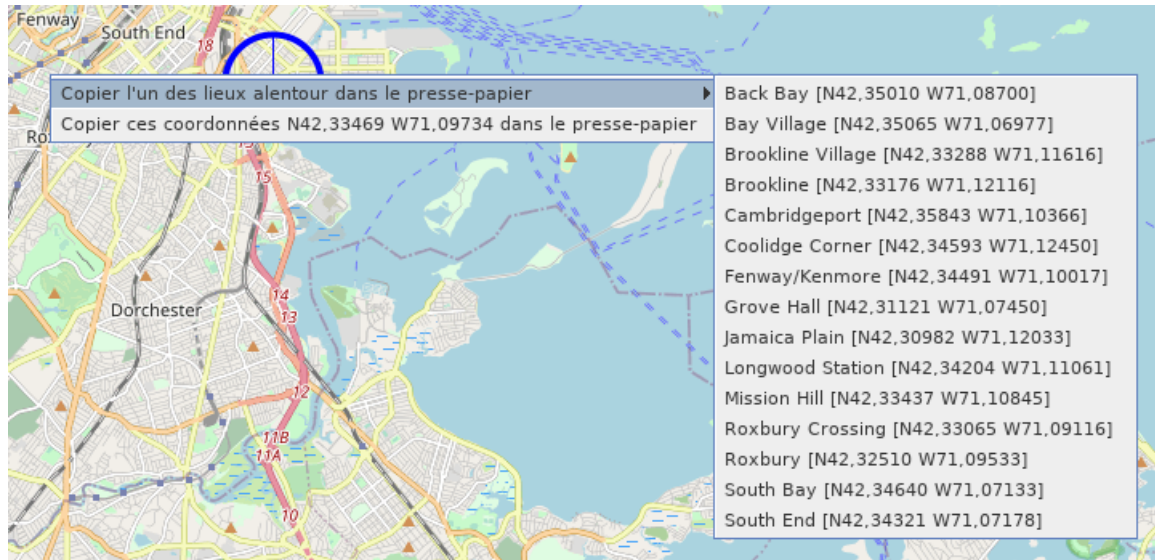 Fenway
South End
18
Copier l'un des lieux alentour dans le presse-papier
Copier ces coordonnées N42,33469 W71,09734 dans le presse-papier
Back Bay [N42,35010 W71,08700]
Bay Village [N42,35065 W71,06977]
Brookline Village [N42,33288 W71,11616]
Brookline [N42,33176 W71,12116]
Cambridgeport [N42,35843 W71,10366]
Coolidge Corner [N42,34593 W71,12450]
Fenway/Kenmore [N42,34491 W71,10017]
Grove Hall [N42,31121 W71,07450]
Jamaica Plain [N42,30982 W71,12033]
Longwood Station [N42,34204 W71,11061]
Mission Hill [N42,33437 W71,10845]
Roxbury Crossing [N42,33065 W71,09116]
Roxbury [N42,32510 W71,09533]
South Bay [N42,34640 W71,07133]
South End [N42,34321 W71,07178]
15
14
Dorchester
13
12
11B
11A
10